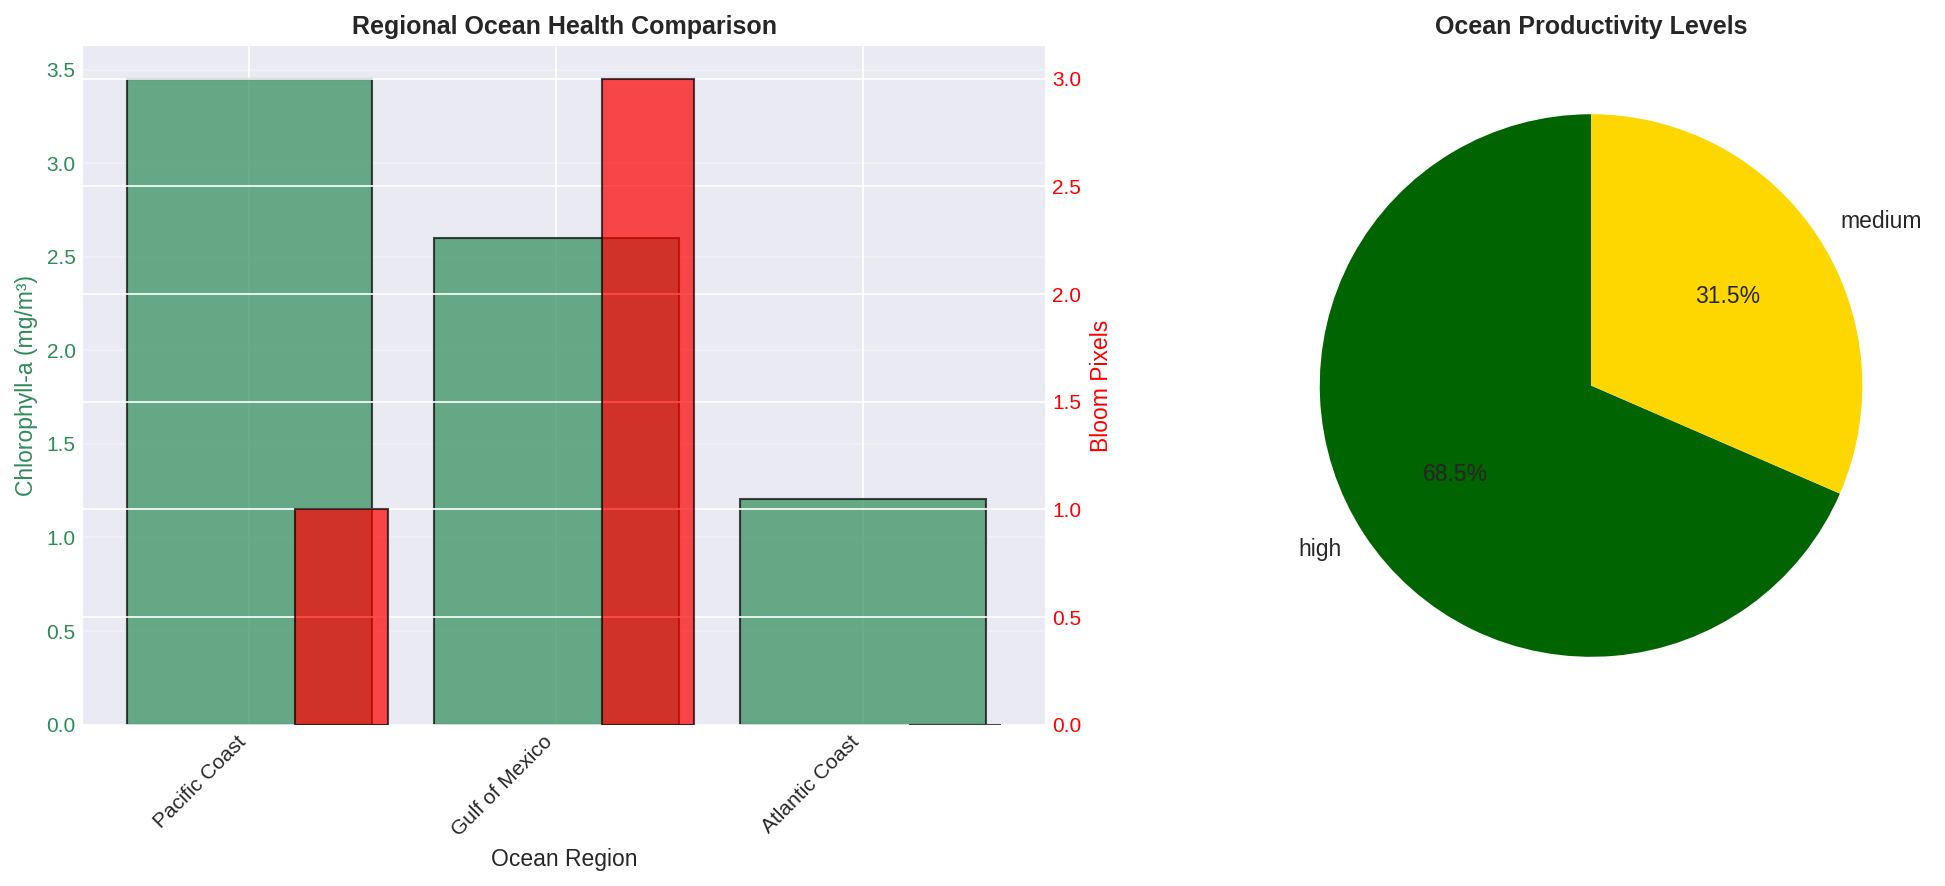 Regional Ocean Health Comparison
3.5
3.0
2.5
2.0
1.5
1.0
0.5
0.0
Chlorophyll-a (mg/m³)
3.0
2.5
2.0
1.5
1.0
0.5
0.0
Bloom Pixels
Pacific Coast
Gulf of Mexico
Atlantic Coast
Ocean Region
Ocean Productivity Levels
medium
31.5%
68.5%
high